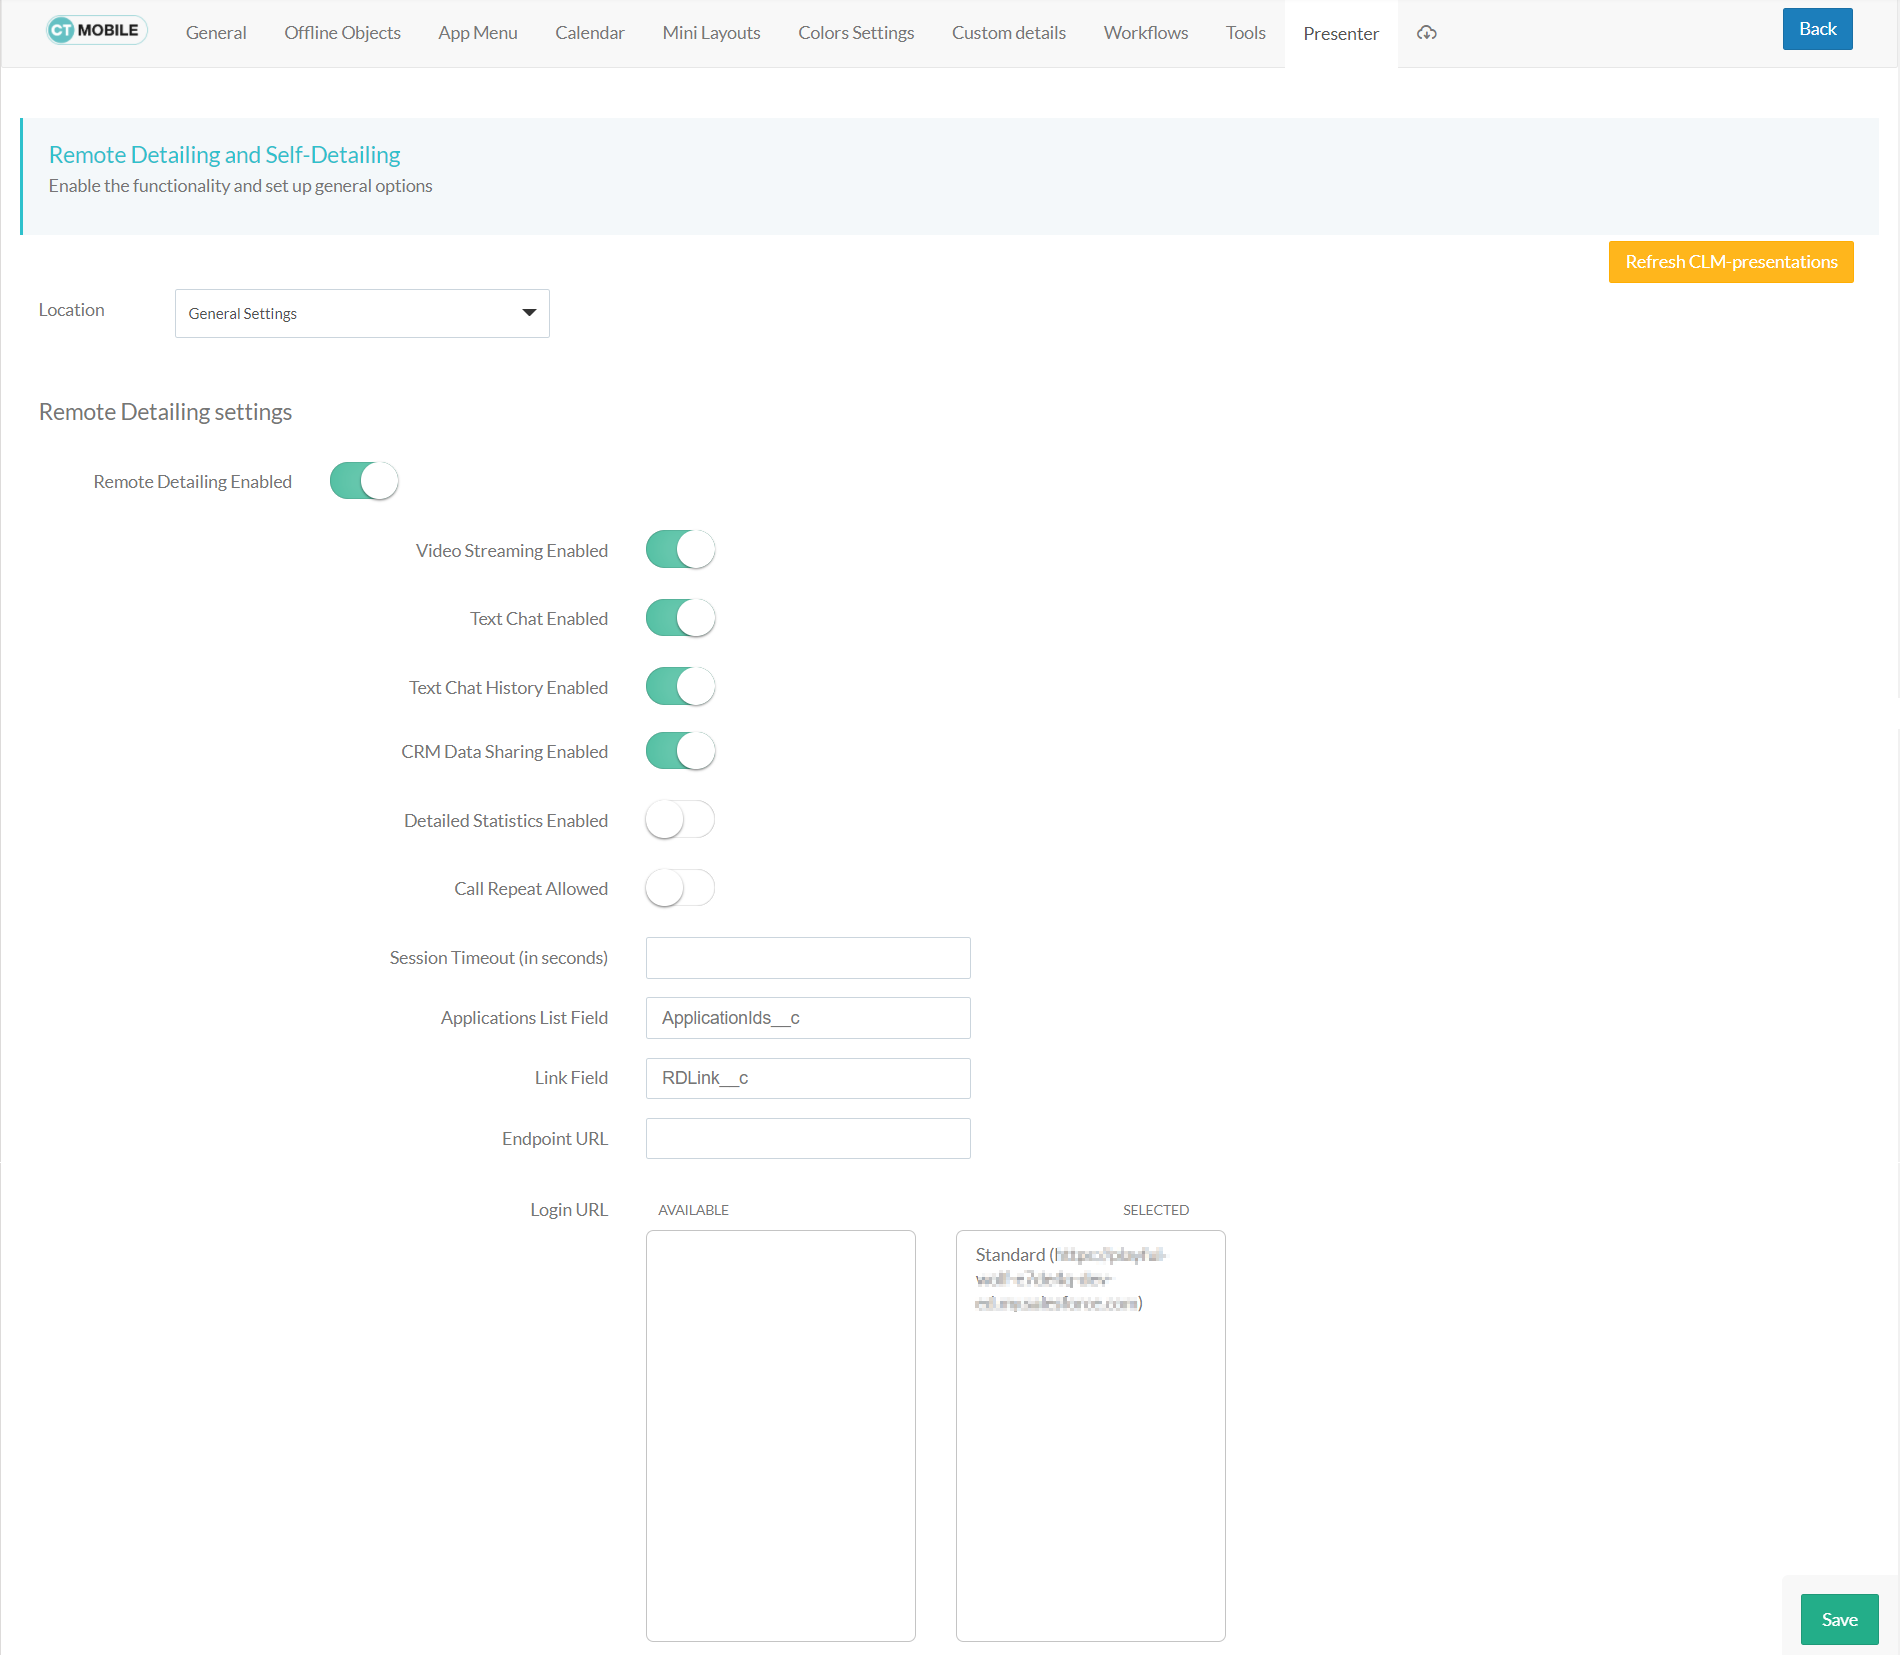 CT MOBILE General Offline Objects App Menu Calendar Mini Layouts Colors Settings Custom details Workflows Tools Presenter Back
Remote Detailing and Self-Detailing
Enable the functionality and set up general options
Refresh CLM-presentations
Location General Settings
Remote Detailing settings
Remote Detailing Enabled
Video Streaming Enabled
Text Chat Enabled
Text Chat History Enabled
CRM Data Sharing Enabled
Detailed Statistics Enabled
Call Repeat Allowed
Session Timeout (in seconds)
Applications List Field ApplicationIds__c
Link Field RDLink__c
Endpoint URL
Login URL AVAILABLE SELECTED
Standard (
)
Save